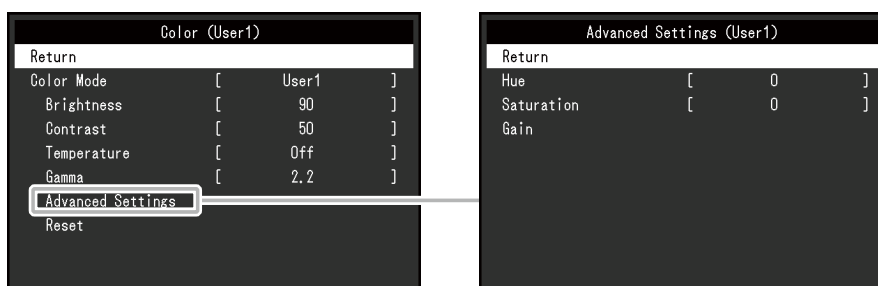 Color (User1)
Return
Color Mode [ User1 ]
Brightness [ 90 ]
Contrast [ 50 ]
Temperature [ Off ]
Gamma [ 2.2 ]
Advanced Settings
Reset
Advanced Settings (User1)
Return
Hue [ 0 ]
Saturation [ 0 ]
Gain